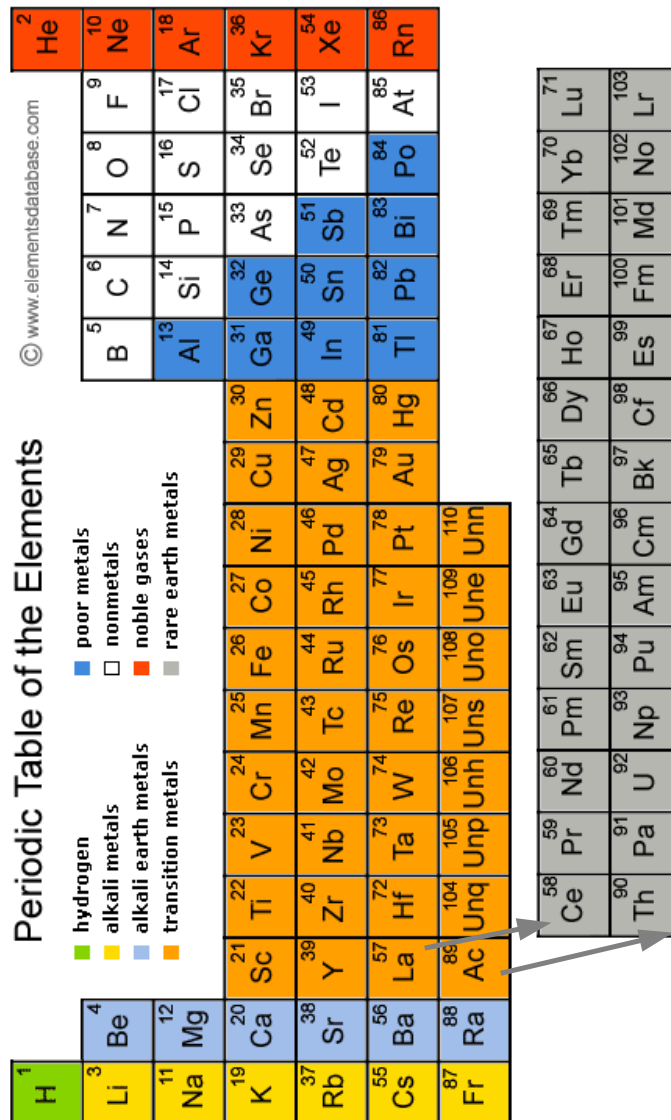 Periodic Table of the Elements
© www.elementsdatabase.com
hydrogen
alkali metals
alkali earth metals
transition metals
poor metals
nonmetals
noble gases
rare earth metals
1 H 2 He
3 Li 4 Be 5 B 6 C 7 N 8 O 9 F 10 Ne
11 Na 12 Mg 13 Al 14 Si 15 P 16 S 17 Cl 18 Ar
19 K 20 Ca 21 Sc 22 Ti 23 V 24 Cr 25 Mn 26 Fe 27 Co 28 Ni 29 Cu 30 Zn 31 Ga 32 Ge 33 As 34 Se 35 Br 36 Kr
37 Rb 38 Sr 39 Y 40 Zr 41 Nb 42 Mo 43 Tc 44 Ru 45 Rh 46 Pd 47 Ag 48 Cd 49 In 50 Sn 51 Sb 52 Te 53 I 54 Xe
55 Cs 56 Ba 57 La 72 Hf 73 Ta 74 W 75 Re 76 Os 77 Ir 78 Pt 79 Au 80 Hg 81 Tl 82 Pb 83 Bi 84 Po 85 At 86 Rn
87 Fr 88 Ra 89 Ac 104 Unq 105 Unp 106 Unh 107 Uns 108 Uno 109 Une 110 Unn
58 Ce 59 Pr 60 Nd 61 Pm 62 Sm 63 Eu 64 Gd 65 Tb 66 Dy 67 Ho 68 Er 69 Tm 70 Yb 71 Lu
90 Th 91 Pa 92 U 93 Np 94 Pu 95 Am 96 Cm 97 Bk 98 Cf 99 Es 100 Fm 101 Md 102 No 103 Lr